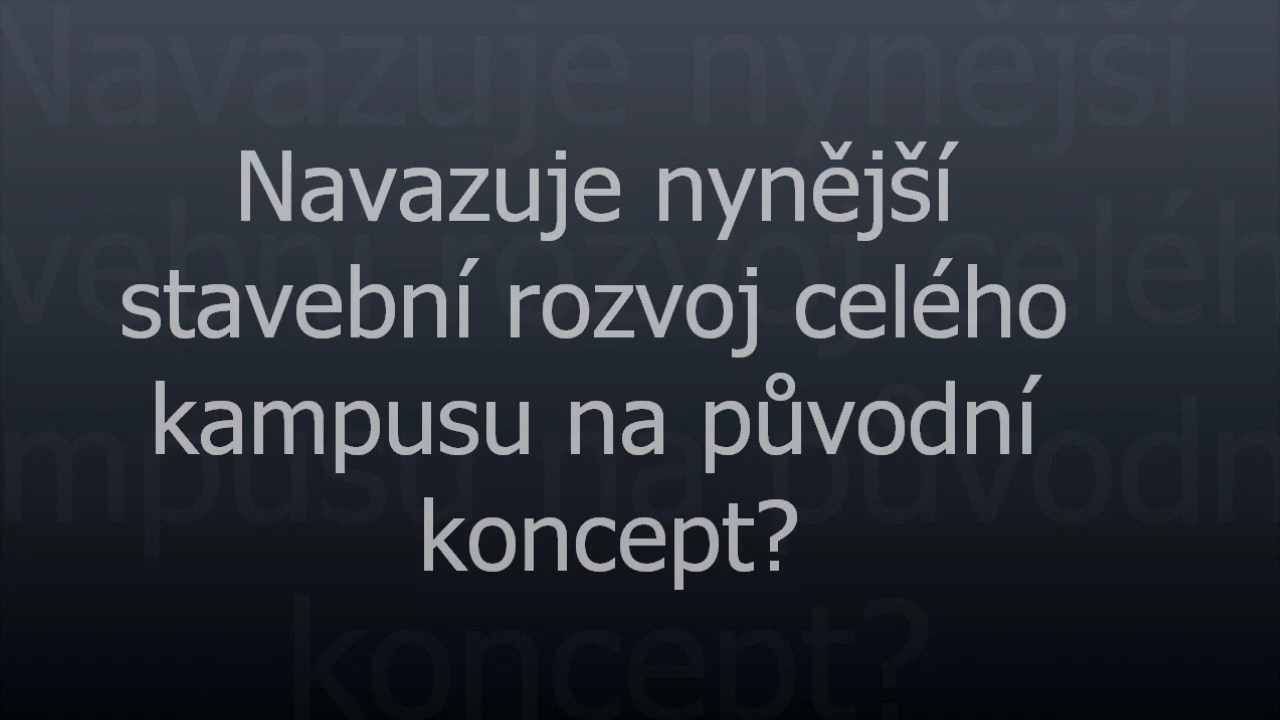 Navazuje nynější
stavební rozvoj celého
kampusu na původní
koncept?